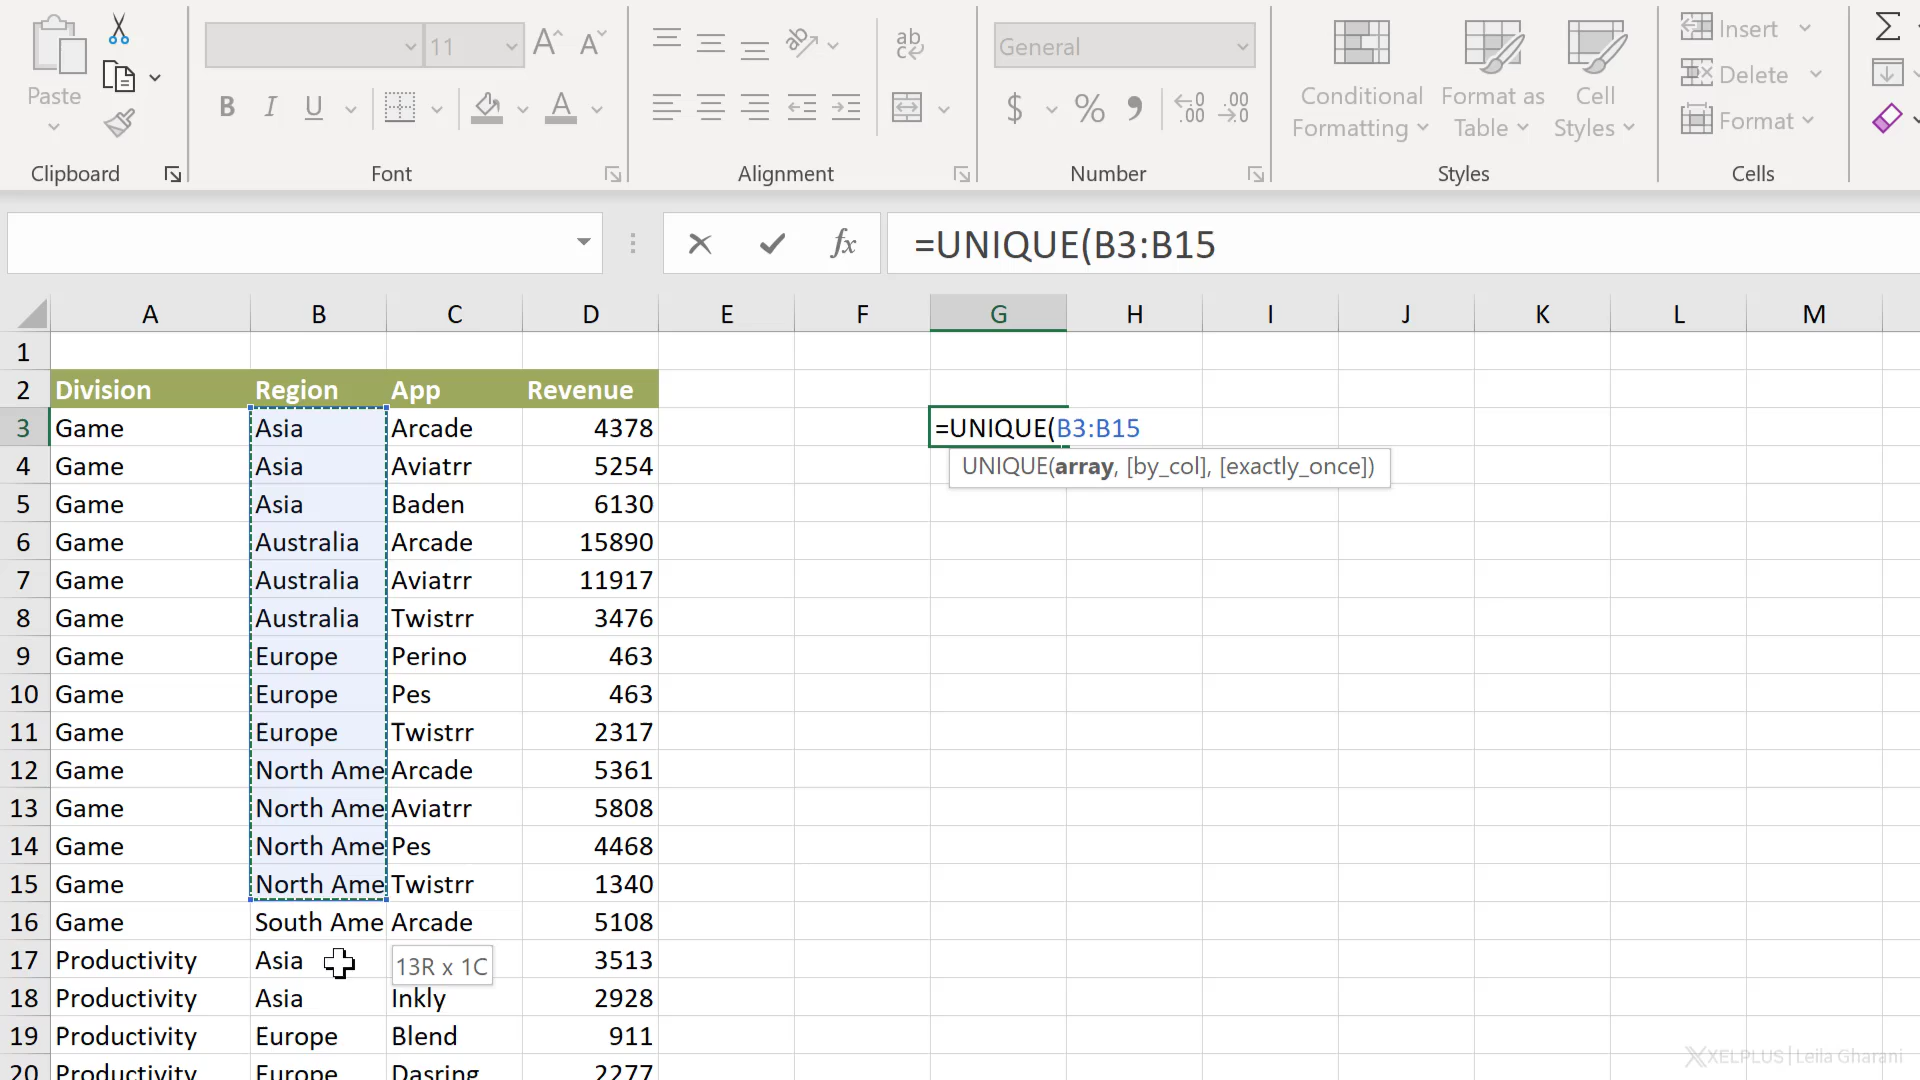 11
ab
General
Paste
Insert
Delete
Format
Conditional Formatting
Format as Table
Cell Styles
Clipboard
Font
Alignment
Number
Styles
Cells
=UNIQUE(B3:B15
A B C D E F G H I J K L M
1
2 Division Region App Revenue
3 Game Asia Arcade 4378 =UNIQUE(B3:B15
UNIQUE(array, [by_col], [exactly_once])
4 Game Asia Aviatrr 5254
5 Game Asia Baden 6130
6 Game Australia Arcade 15890
7 Game Australia Aviatrr 11917
8 Game Australia Twistrr 3476
9 Game Europe Perino 463
10 Game Europe Pes 463
11 Game Europe Twistrr 2317
12 Game North Ame Arcade 5361
13 Game North Ame Aviatrr 5808
14 Game North Ame Pes 4468
15 Game North Ame Twistrr 1340
16 Game South Ame Arcade 5108
17 Productivity Asia 3513
13R x 1C
18 Productivity Asia Inkly 2928
19 Productivity Europe Blend 911
20 Productivity Europe Dasring 2277
XELPLUS | Leila Gharani